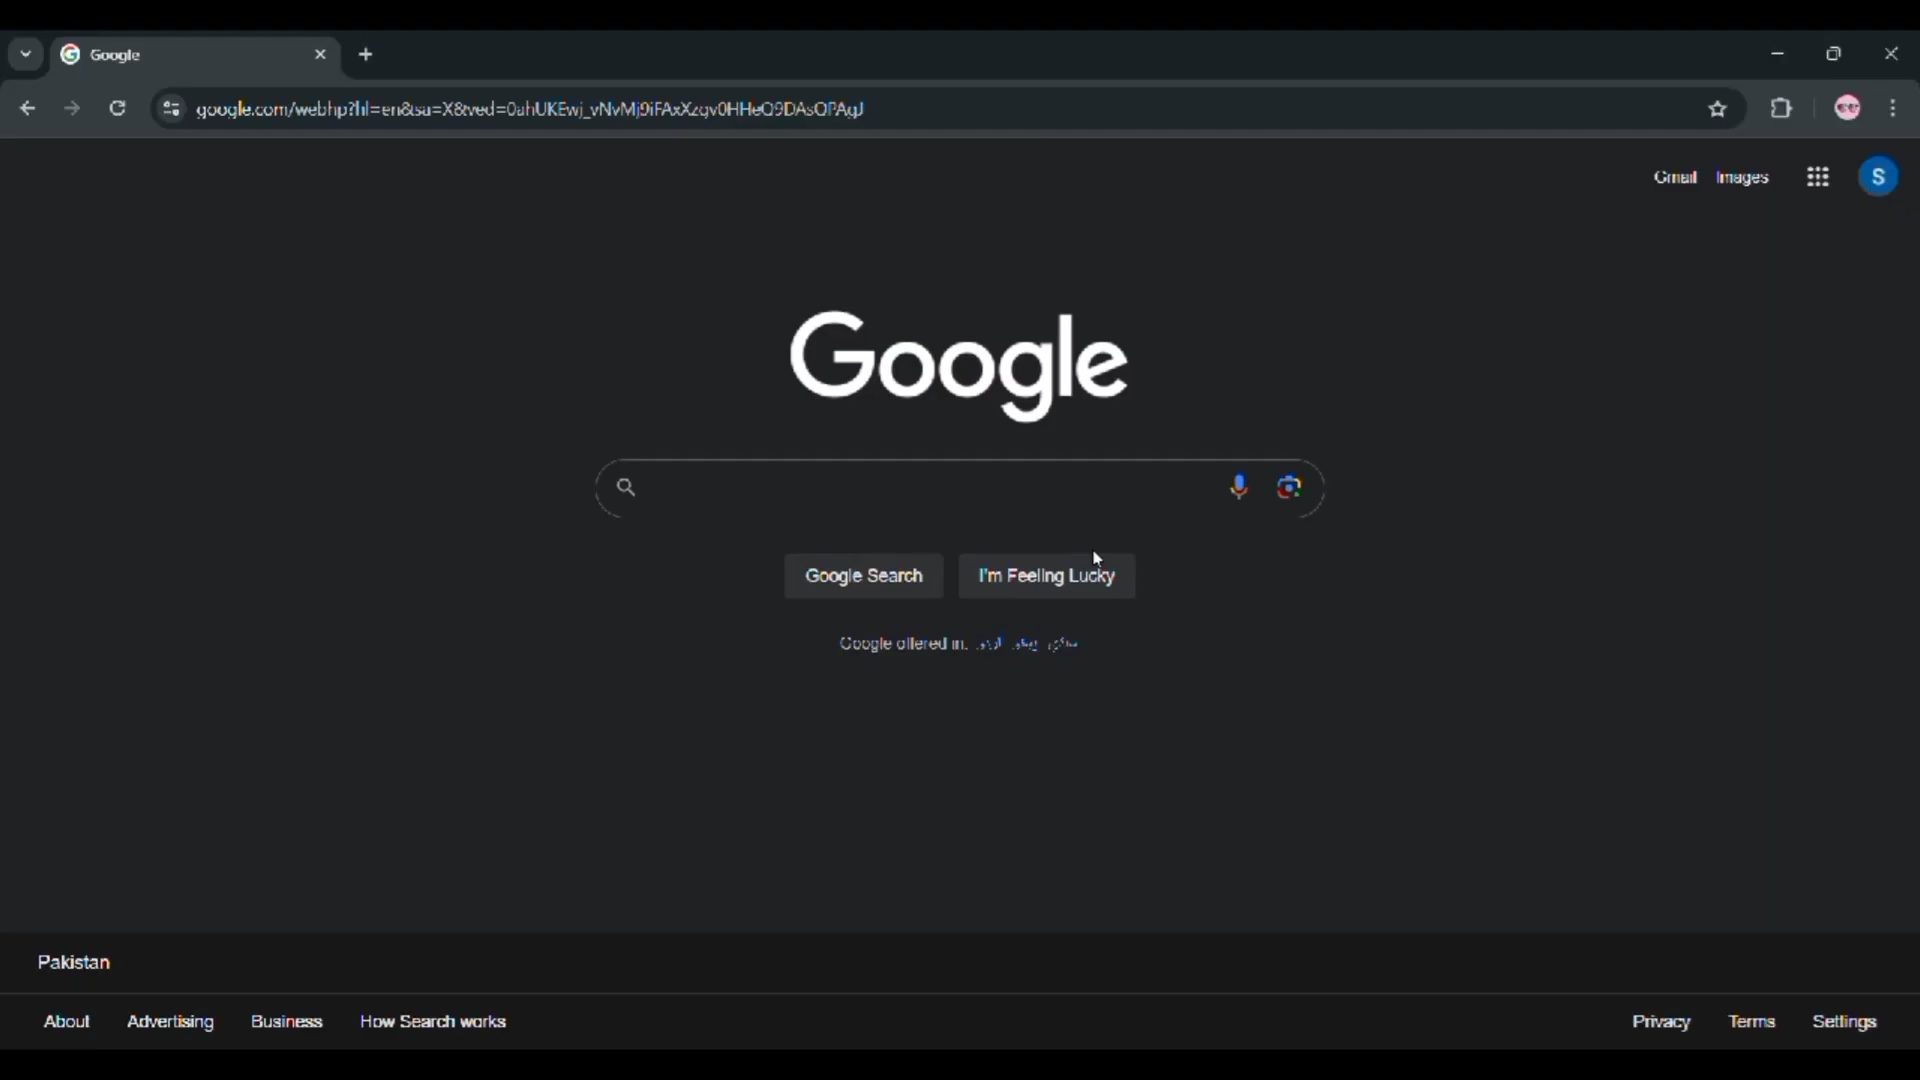 Google
google.com/webhp?hl=en&sa=X&ved=0ahUKEwj_vNvMj9iFAxXzgv0HHeQ9DAsQPAgJ
Gmail Images S
Google
Google Search I'm Feeling Lucky
Google offered in:
Pakistan
About Advertising Business How Search works Privacy Terms Settings